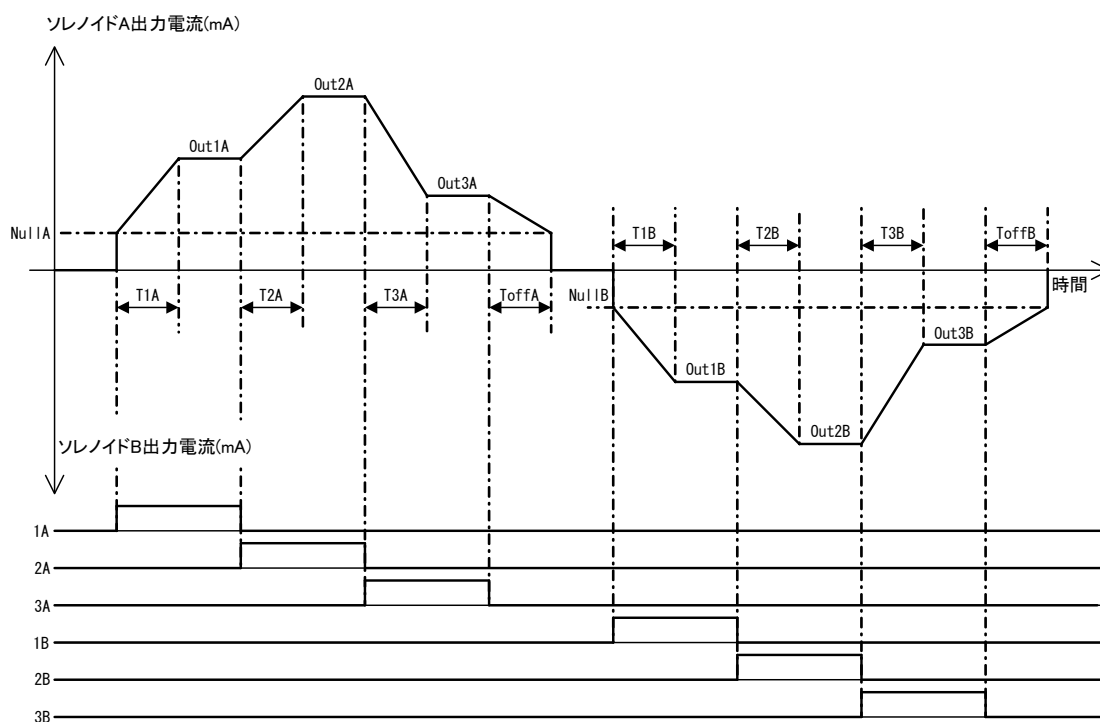 ソレノイドA出力電流(mA)
Out2A
Out1A
Out3A
NullA
T1B
T2B
T3B
ToffB
時間
T1A
T2A
T3A
ToffA
NullB
Out3B
Out1B
Out2B
ソレノイドB出力電流(mA)
1A
2A
3A
1B
2B
3B